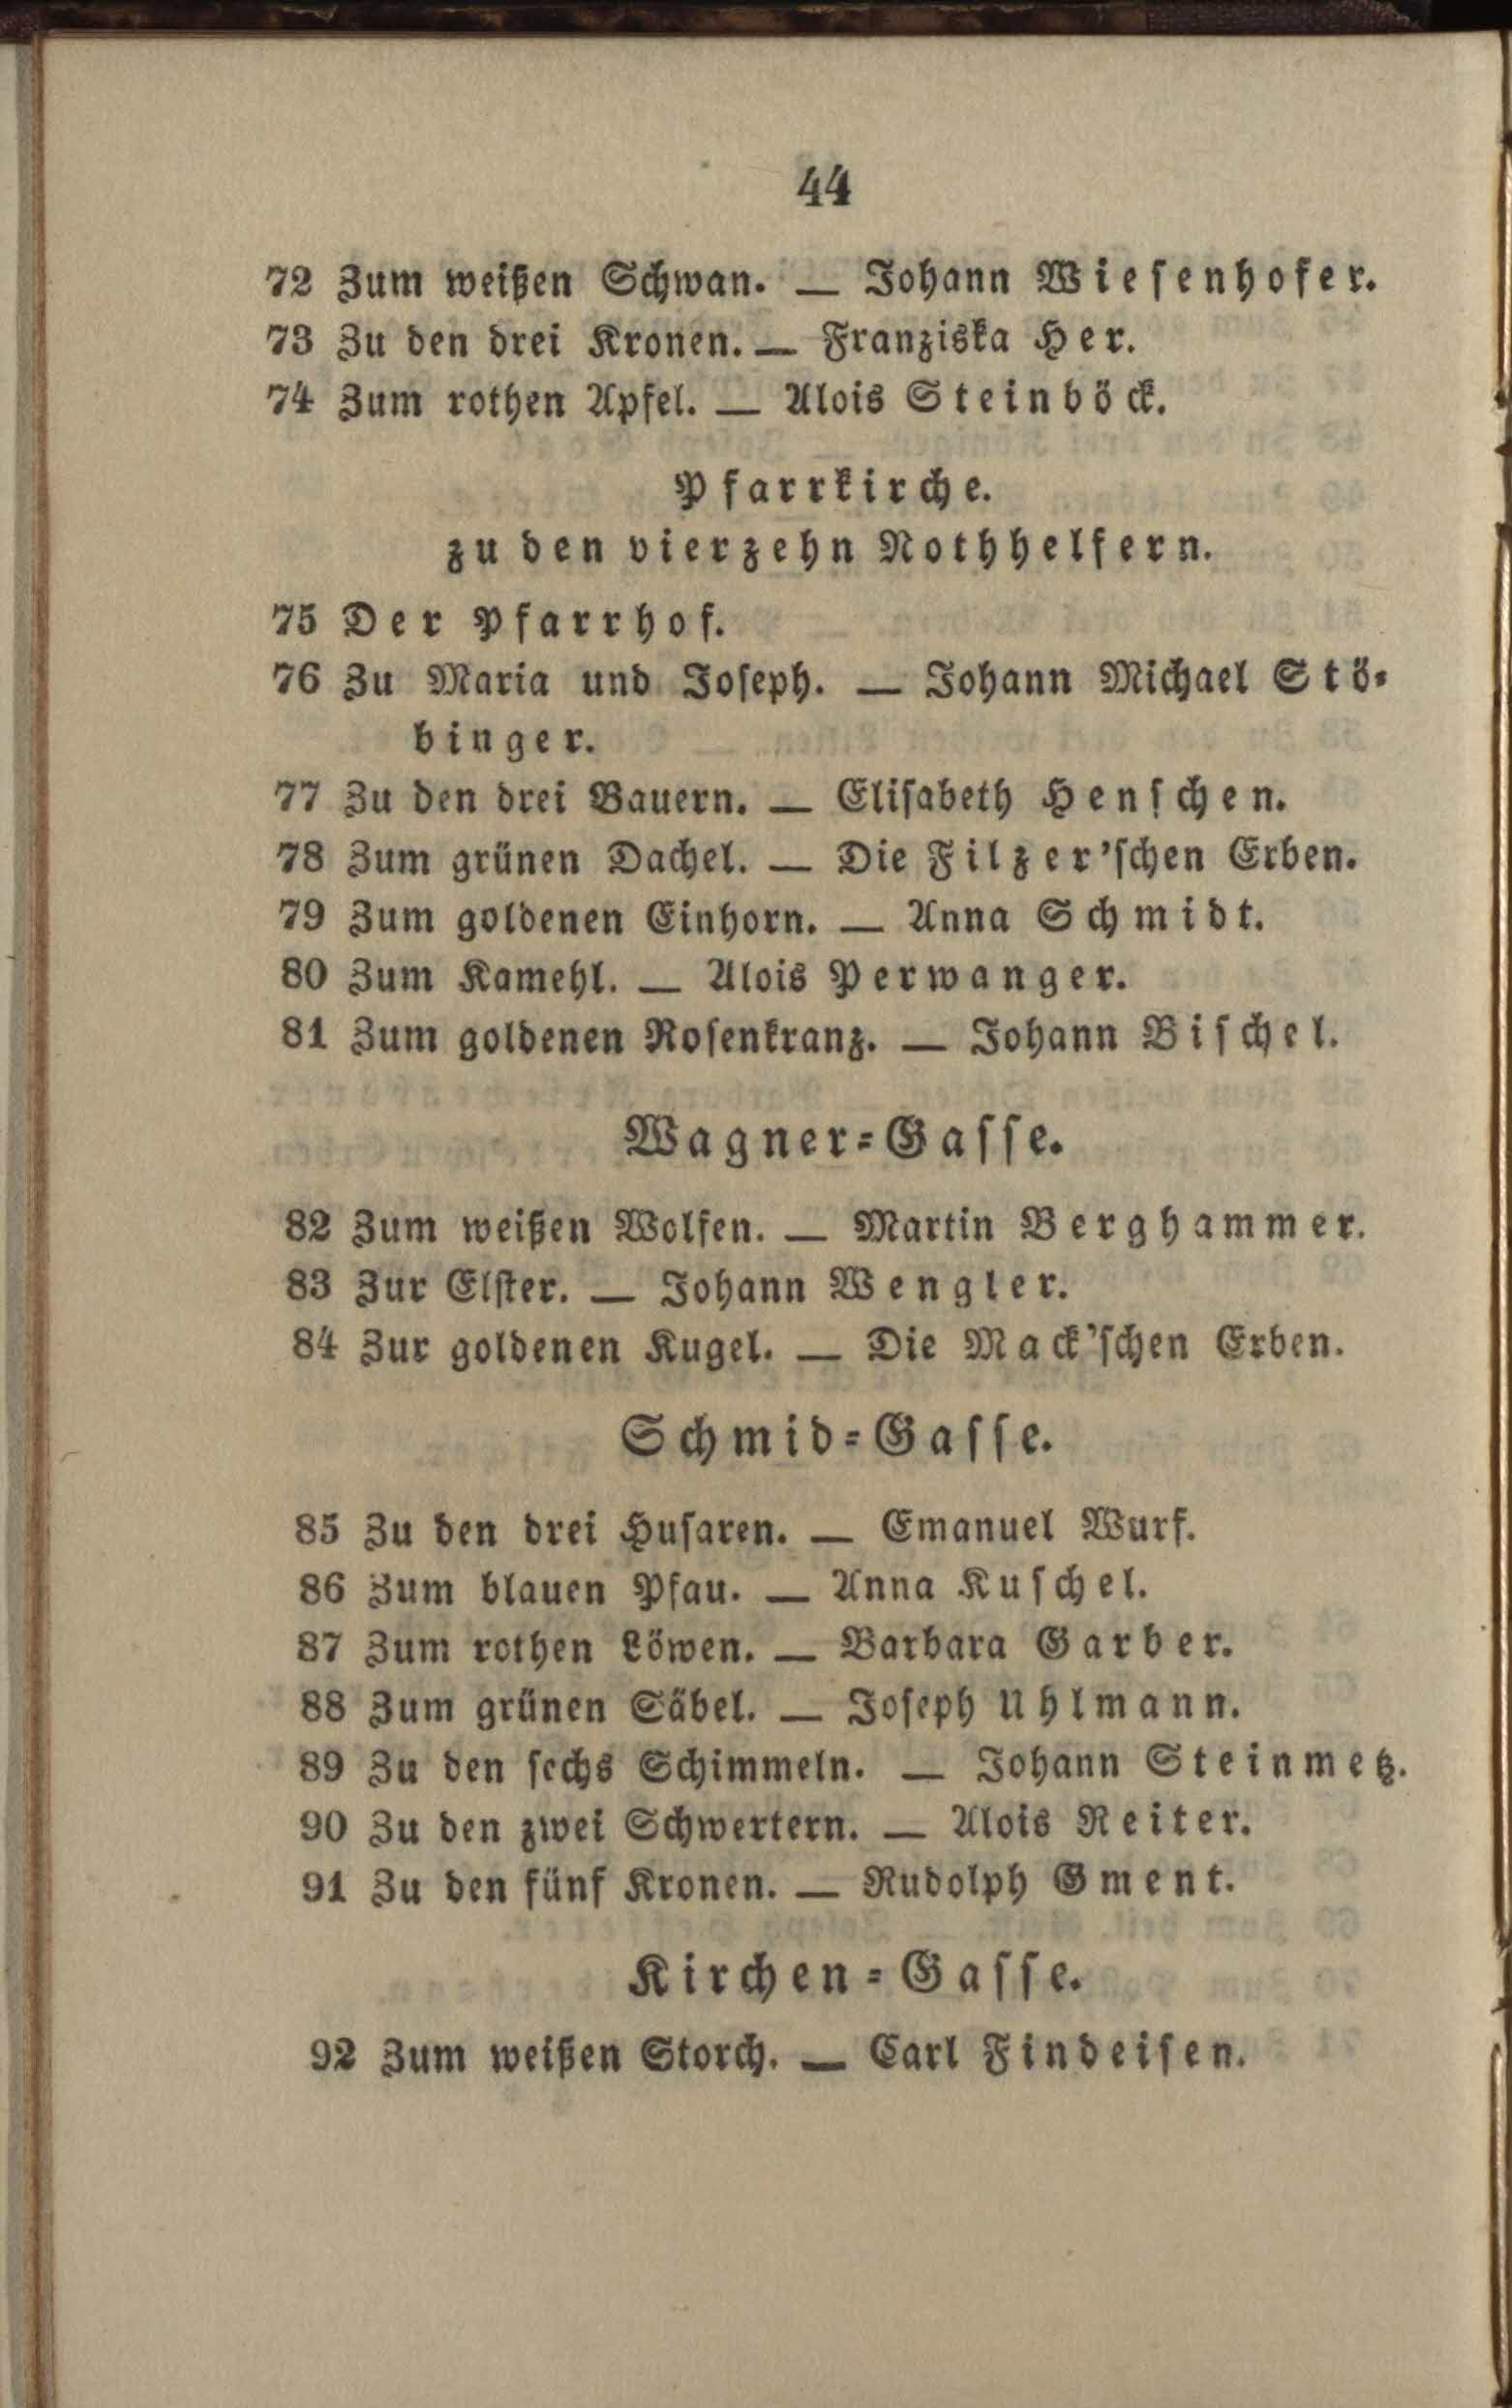 44
72 Zum weißen Schwan. — Johann Wiesenhofer.
73 Zu den drei Kronen. — Franziska Her.
74 Zum rothen Apfel. — Alois Steinböck.
Pfarrkirche.
zu den vierzehn Nothhelfern.
75 Der Pfarrhof.
76 Zu Maria und Joseph. — Johann Michael Stö-
binger.
77 Zu den drei Bauern. — Elisabeth Henschen.
78 Zum grünen Dachel. — Die Filzer'schen Erben.
79 Zum goldenen Einhorn. — Anna Schmidt.
80 Zum Kamehl. — Alois Perwanger.
81 Zum goldenen Rosenkranz. — Johann Bischel.
Wagner-Gasse.
82 Zum weißen Wolfen. — Martin Berghammer.
83 Zur Elster. — Johann Wengler.
84 Zur goldenen Kugel. — Die Mack'schen Erben.
Schmid-Gasse.
85 Zu den drei Husaren. — Emanuel Wurf.
86 Zum blauen Pfau. — Anna Kuschel.
87 Zum rothen Löwen. — Barbara Garber.
88 Zum grünen Säbel. — Joseph Uhlmann.
89 Zu den sechs Schimmeln. — Johann Steinmetz.
90 Zu den zwei Schwertern. — Alois Reiter.
91 Zu den fünf Kronen. — Rudolph Gment.
Kirchen-Gasse.
92 Zum weißen Storch. — Carl Findeisen.